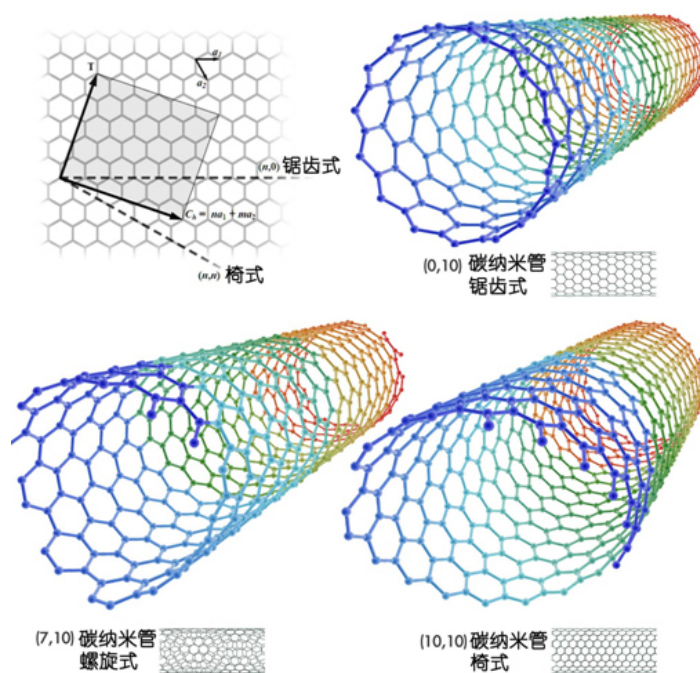 T
a₁
a₂
(n,0) 锯齿式
Cₕ = na₁ + ma₂
(n,n) 椅式
(0,10) 碳纳米管
锯齿式
(7,10) 碳纳米管
螺旋式
(10,10) 碳纳米管
椅式